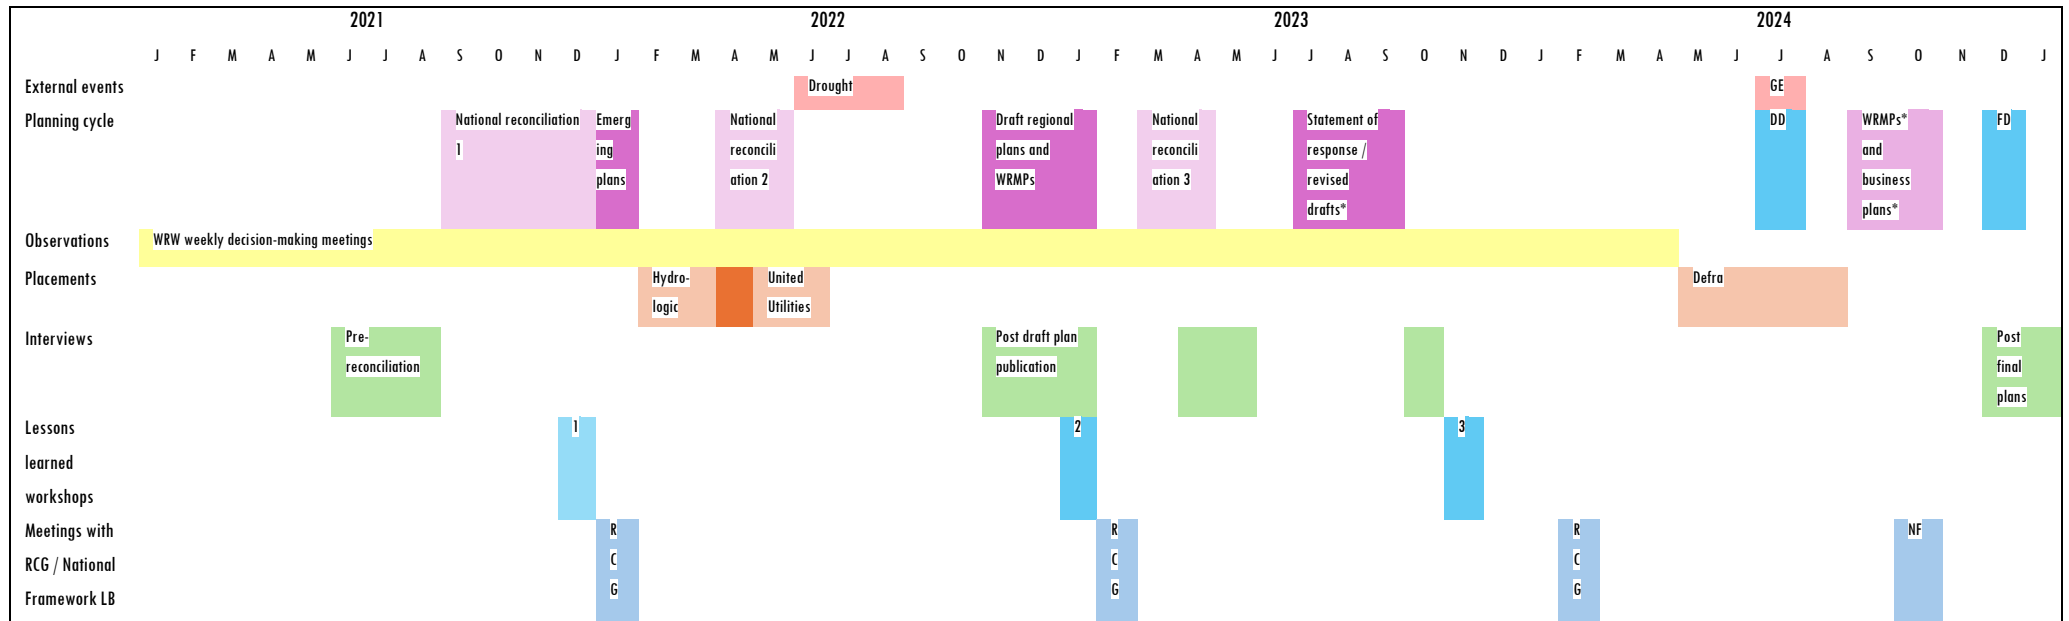 2021 2022 2023 2024
J F M A M J J A S O N D J F M A M J J A S O N D J F M A M J J A S O N D J F M A M J J A S O N D J
External events Drought GE
Planning cycle National reconciliation Emerg National Draft regional National Statement of DD WRMPs* FD
1 ing reconcili plans and reconcili response / and
plans ation 2 WRMPs ation 3 revised business
drafts* plans*
Observations WRW weekly decision-making meetings
Placements Hydro- United Defra
logic Utilities
Interviews Pre- Post draft plan Post
reconciliation publication final
plans
Lessons 1 2 3
learned
workshops
Meetings with R R R NF
RCG / National C C C
Framework LB G G G